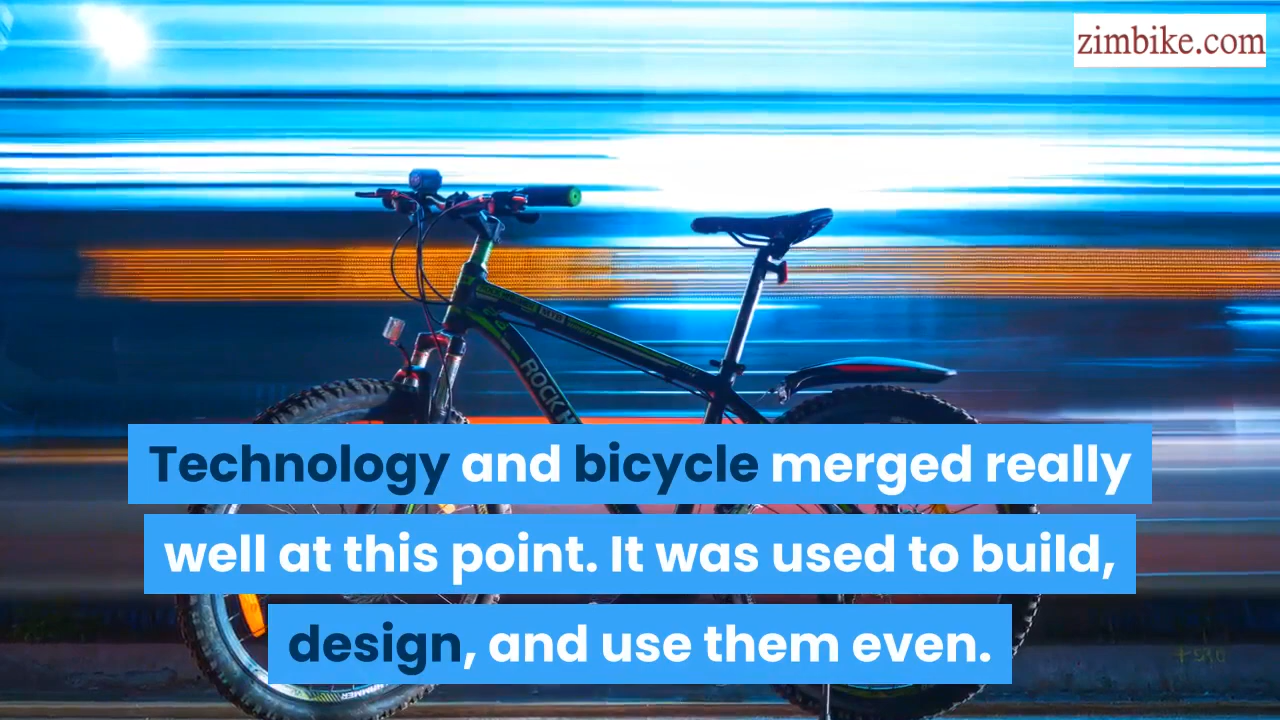 zimbike.com
ROCK
Technology and bicycle merged really
well at this point. It was used to build,
design, and use them even.